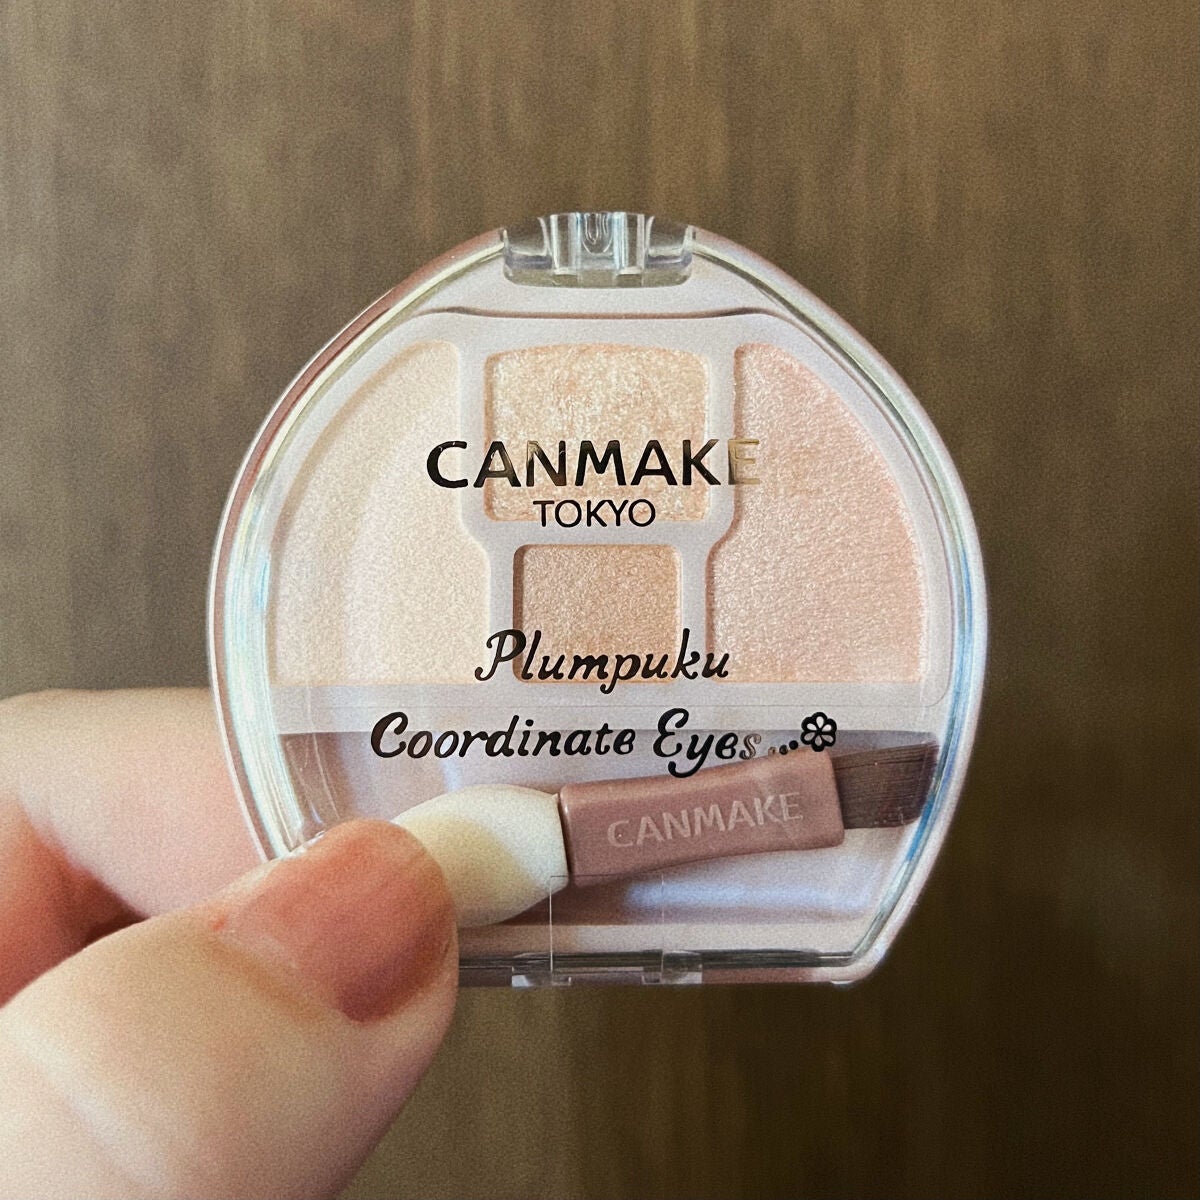 CANMAKE
TOKYO
Plumpuku
Coordinate Eyes...
CANMAKE